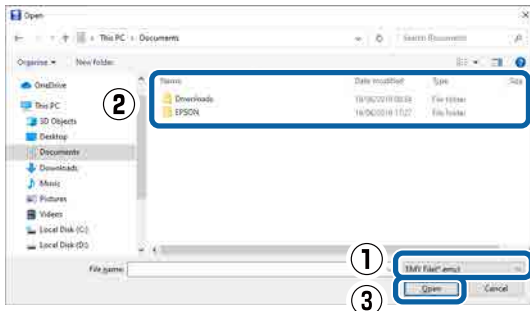 Open
This PC › Documents
Search Documents
Organise New folder
Name Date modified Type Size
OneDrive
This PC
3D Objects
Desktop
Documents
Downloads
Music
Pictures
Videos
Local Disk (C:)
Local Disk (D:)
②
Downloads File folder
EPSON File folder
①
File name:
③
Open Cancel